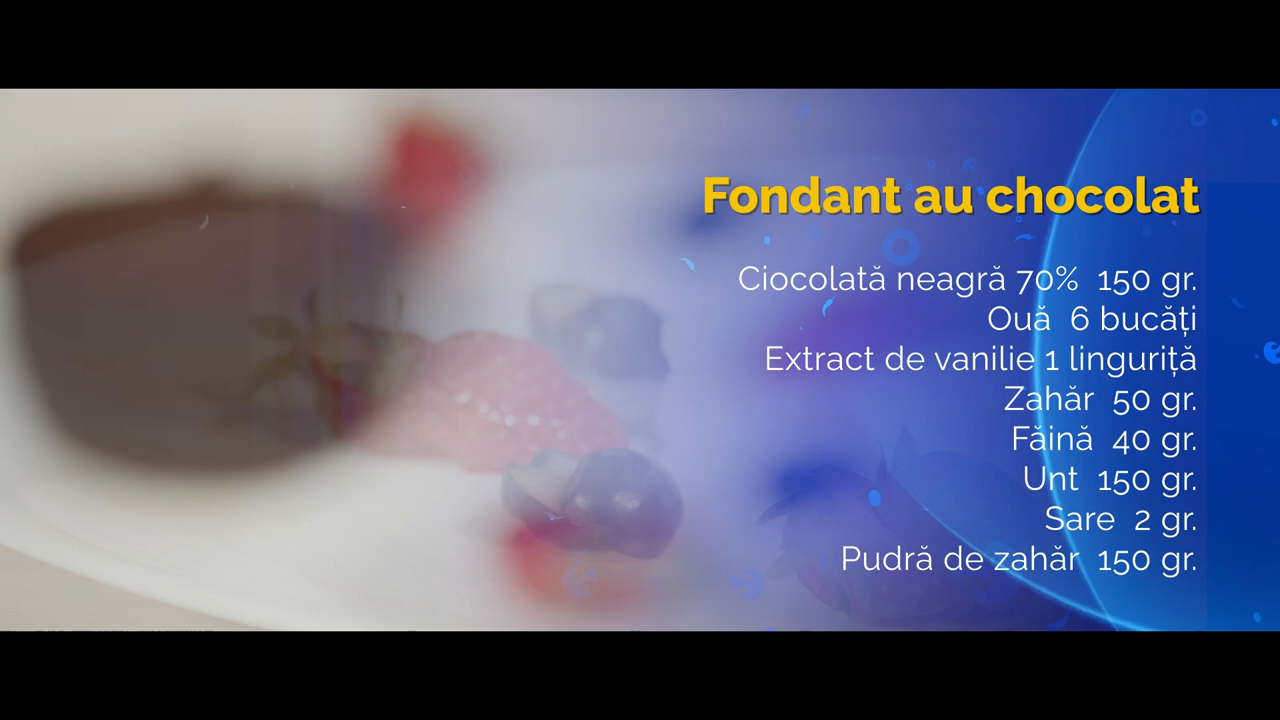 Fondant au chocolat
Ciocolată neagră 70% 150 gr.
Ouă 6 bucăți
Extract de vanilie 1 linguriță
Zahăr 50 gr.
Făină 40 gr.
Unt 150 gr.
Sare 2 gr.
Pudră de zahăr 150 gr.